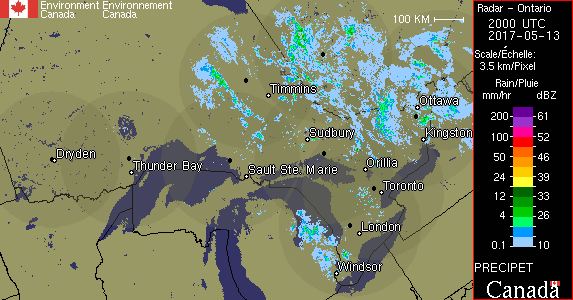 Environment Environnement
Canada Canada
100 KM
Timmins
Ottawa
Sudbury
Kingston
Dryden
Thunder Bay
Sault Ste. Marie
Orillia
Toronto
London
Windsor
Radar - Ontario
2000 UTC
2017-05-13
Scale/Échelle:
3.5 km/Pixel
Rain/Pluie
mm/hr dBZ
200 61
100 52
50 46
24 39
12 33
4 26
0.1 10
PRECIPET
Canada